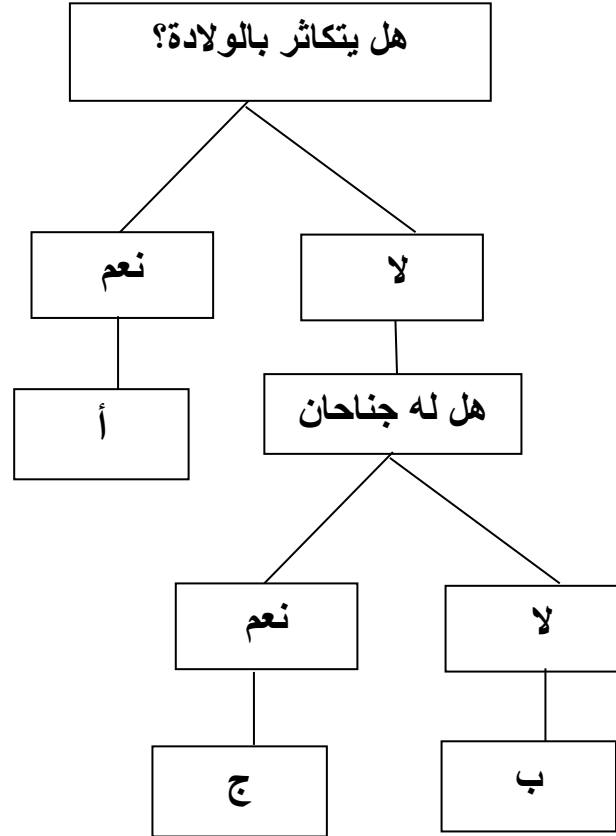 هل يتكاثر بالولادة؟
نعم
لا
أ
هل له جناحان
نعم
لا
ج
ب